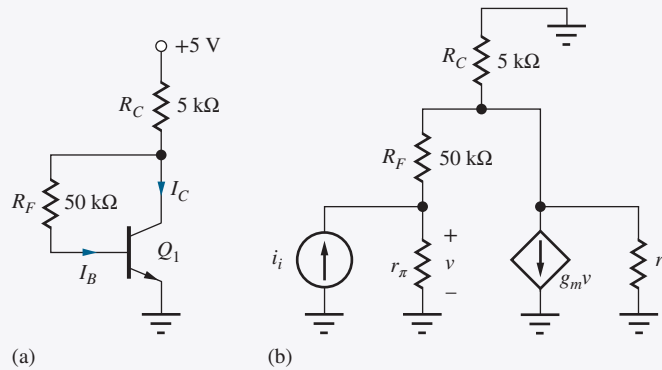 +5 V
R_C
5 kΩ
R_F
50 kΩ
I_C
I_B
Q_1
(a)
R_C
5 kΩ
R_F
50 kΩ
i_i
r_π
+
v
–
g_m v
r
(b)